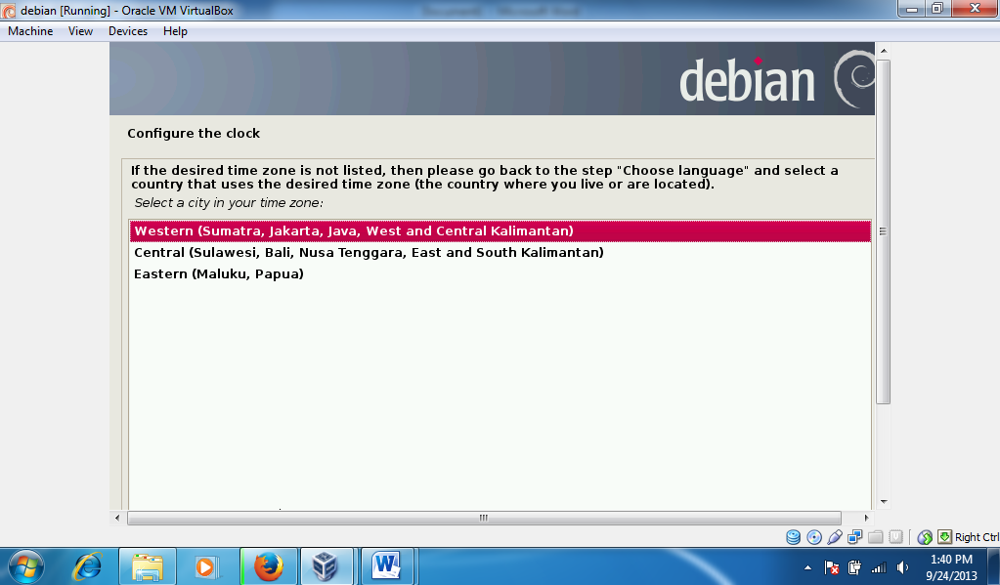 debian [Running] - Oracle VM VirtualBox
Machine View Devices Help
debian
Configure the clock
If the desired time zone is not listed, then please go back to the step "Choose language" and select a
country that uses the desired time zone (the country where you live or are located).
Select a city in your time zone:
Western (Sumatra, Jakarta, Java, West and Central Kalimantan)
Central (Sulawesi, Bali, Nusa Tenggara, East and South Kalimantan)
Eastern (Maluku, Papua)
Right Ctrl
1:40 PM
9/24/2013